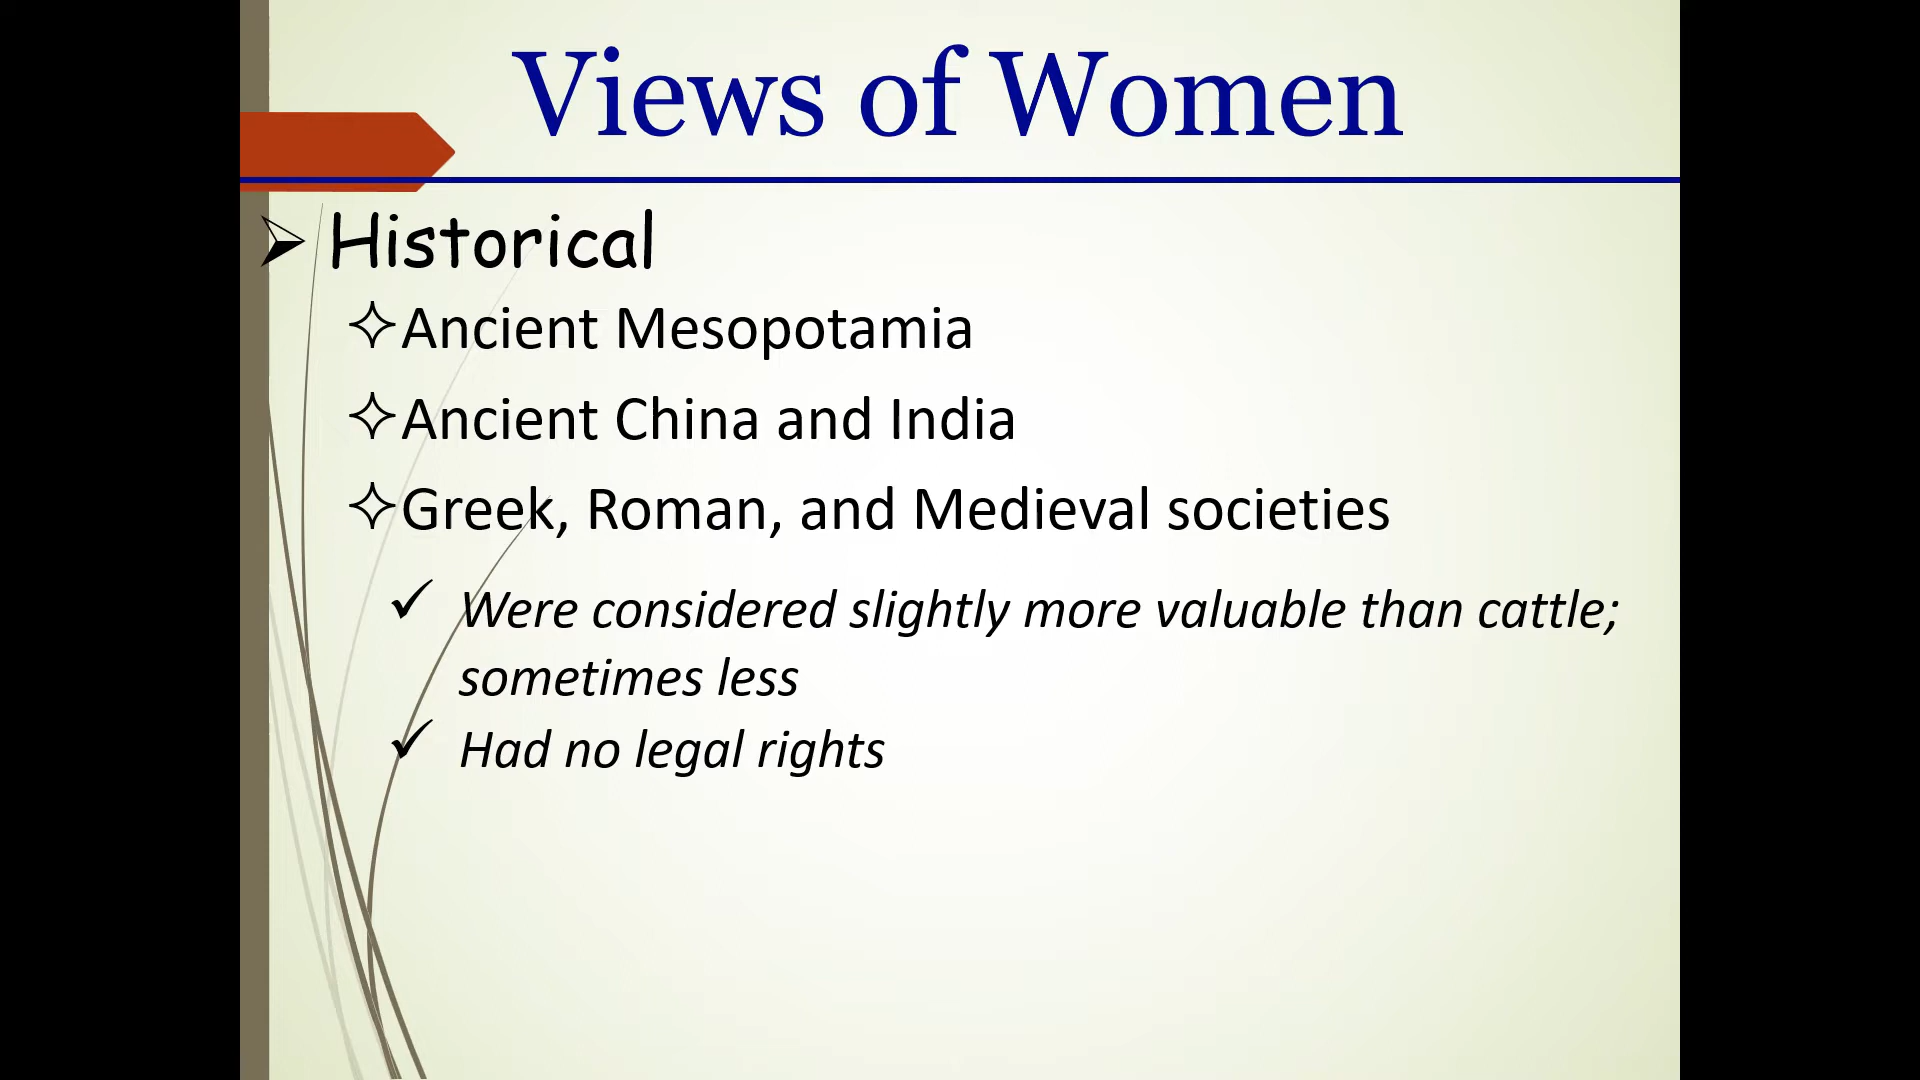 Views of Women
Historical
Ancient Mesopotamia
Ancient China and India
Greek, Roman, and Medieval societies
Were considered slightly more valuable than cattle;
sometimes less
Had no legal rights